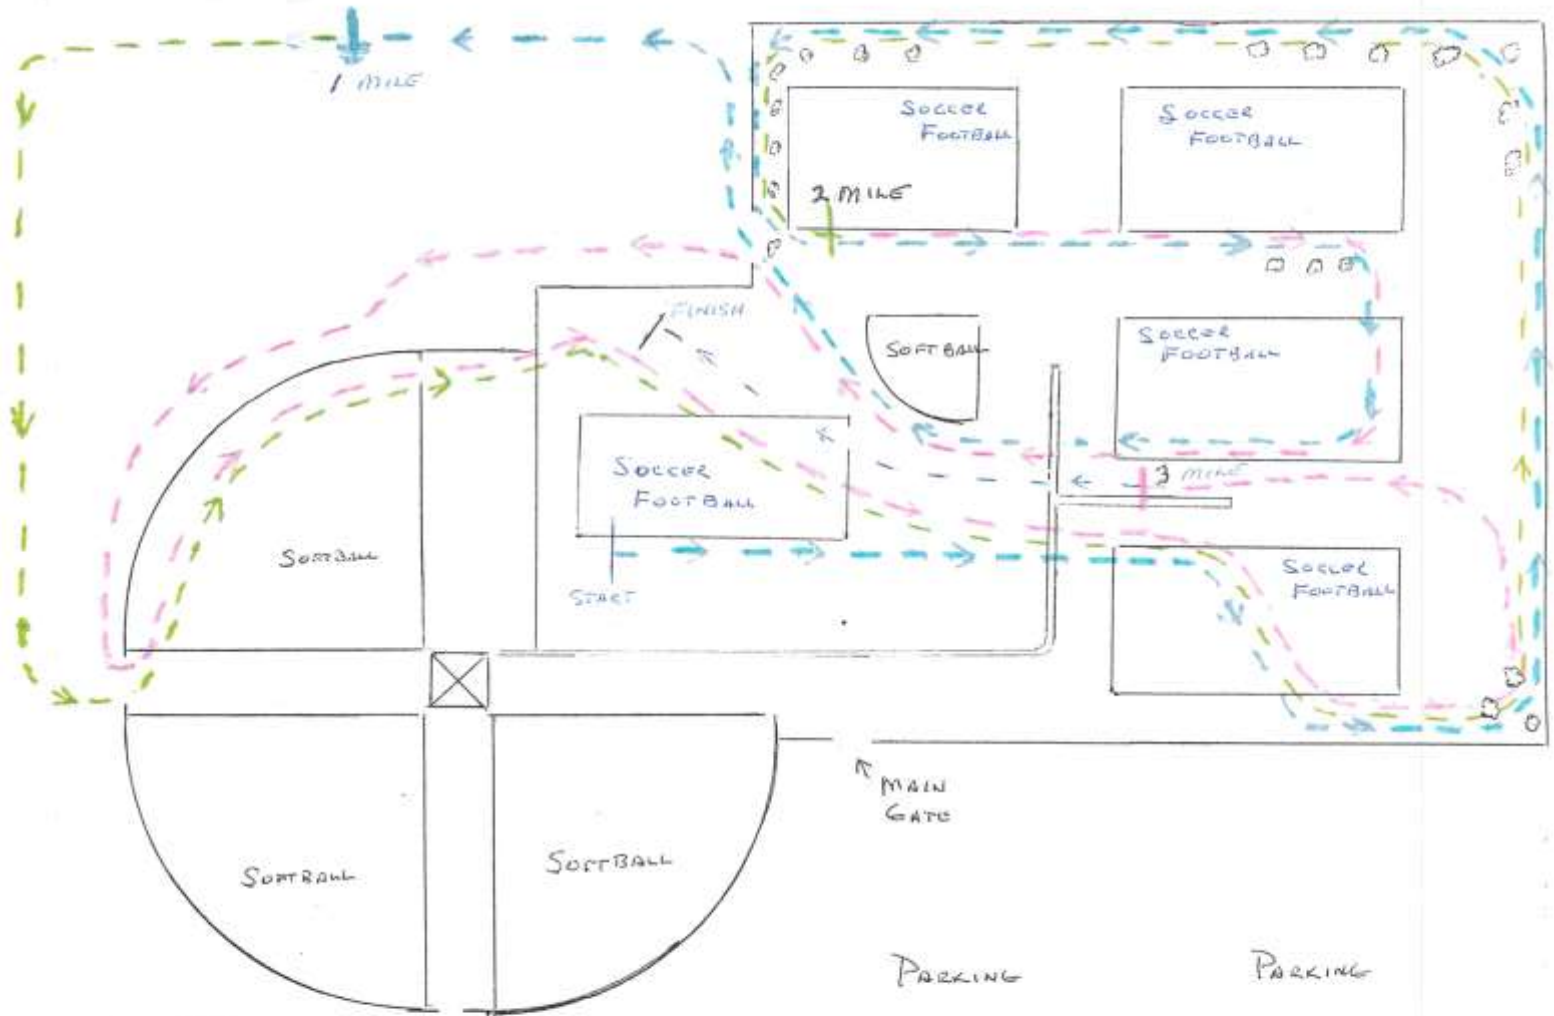 1 MILE
SOCCER
FOOTBALL
SOCCER
FOOTBALL
2 MILE
FINISH
SOFTBALL
SOCCER
FOOTBALL
SOCCER
FOOTBALL
3 MILE
SOFTBALL
START
SOCCER
FOOTBALL
MAIN
GATE
SOFTBALL
SOFTBALL
PARKING
PARKING